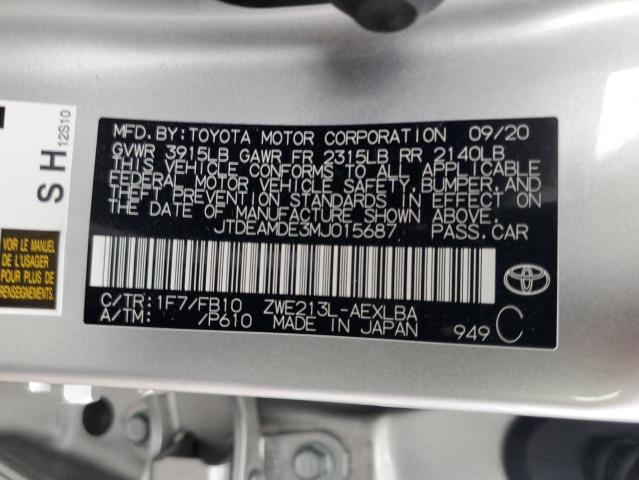 MFD. BY: TOYOTA MOTOR CORPORATION 09/20
GVWR 3915LB GAWR FR 2315LB RR 2140LB
THIS VEHICLE CONFORMS TO ALL APPLICABLE
FEDERAL MOTOR VEHICLE SAFETY, BUMPER, AND
THEFT PREVENTION STANDARDS IN EFFECT ON
THE DATE OF MANUFACTURE SHOWN ABOVE.
JTDEAMDE3MJ015687 PASS.CAR
C/TR: 1F7/FB10 ZWE213L-AEXLBA
A/TM: /P610 MADE IN JAPAN 949 C
S H 12S10
VOIR LE MANUEL
DE L'USAGER
POUR PLUS DE
RENSEIGNEMENTS.